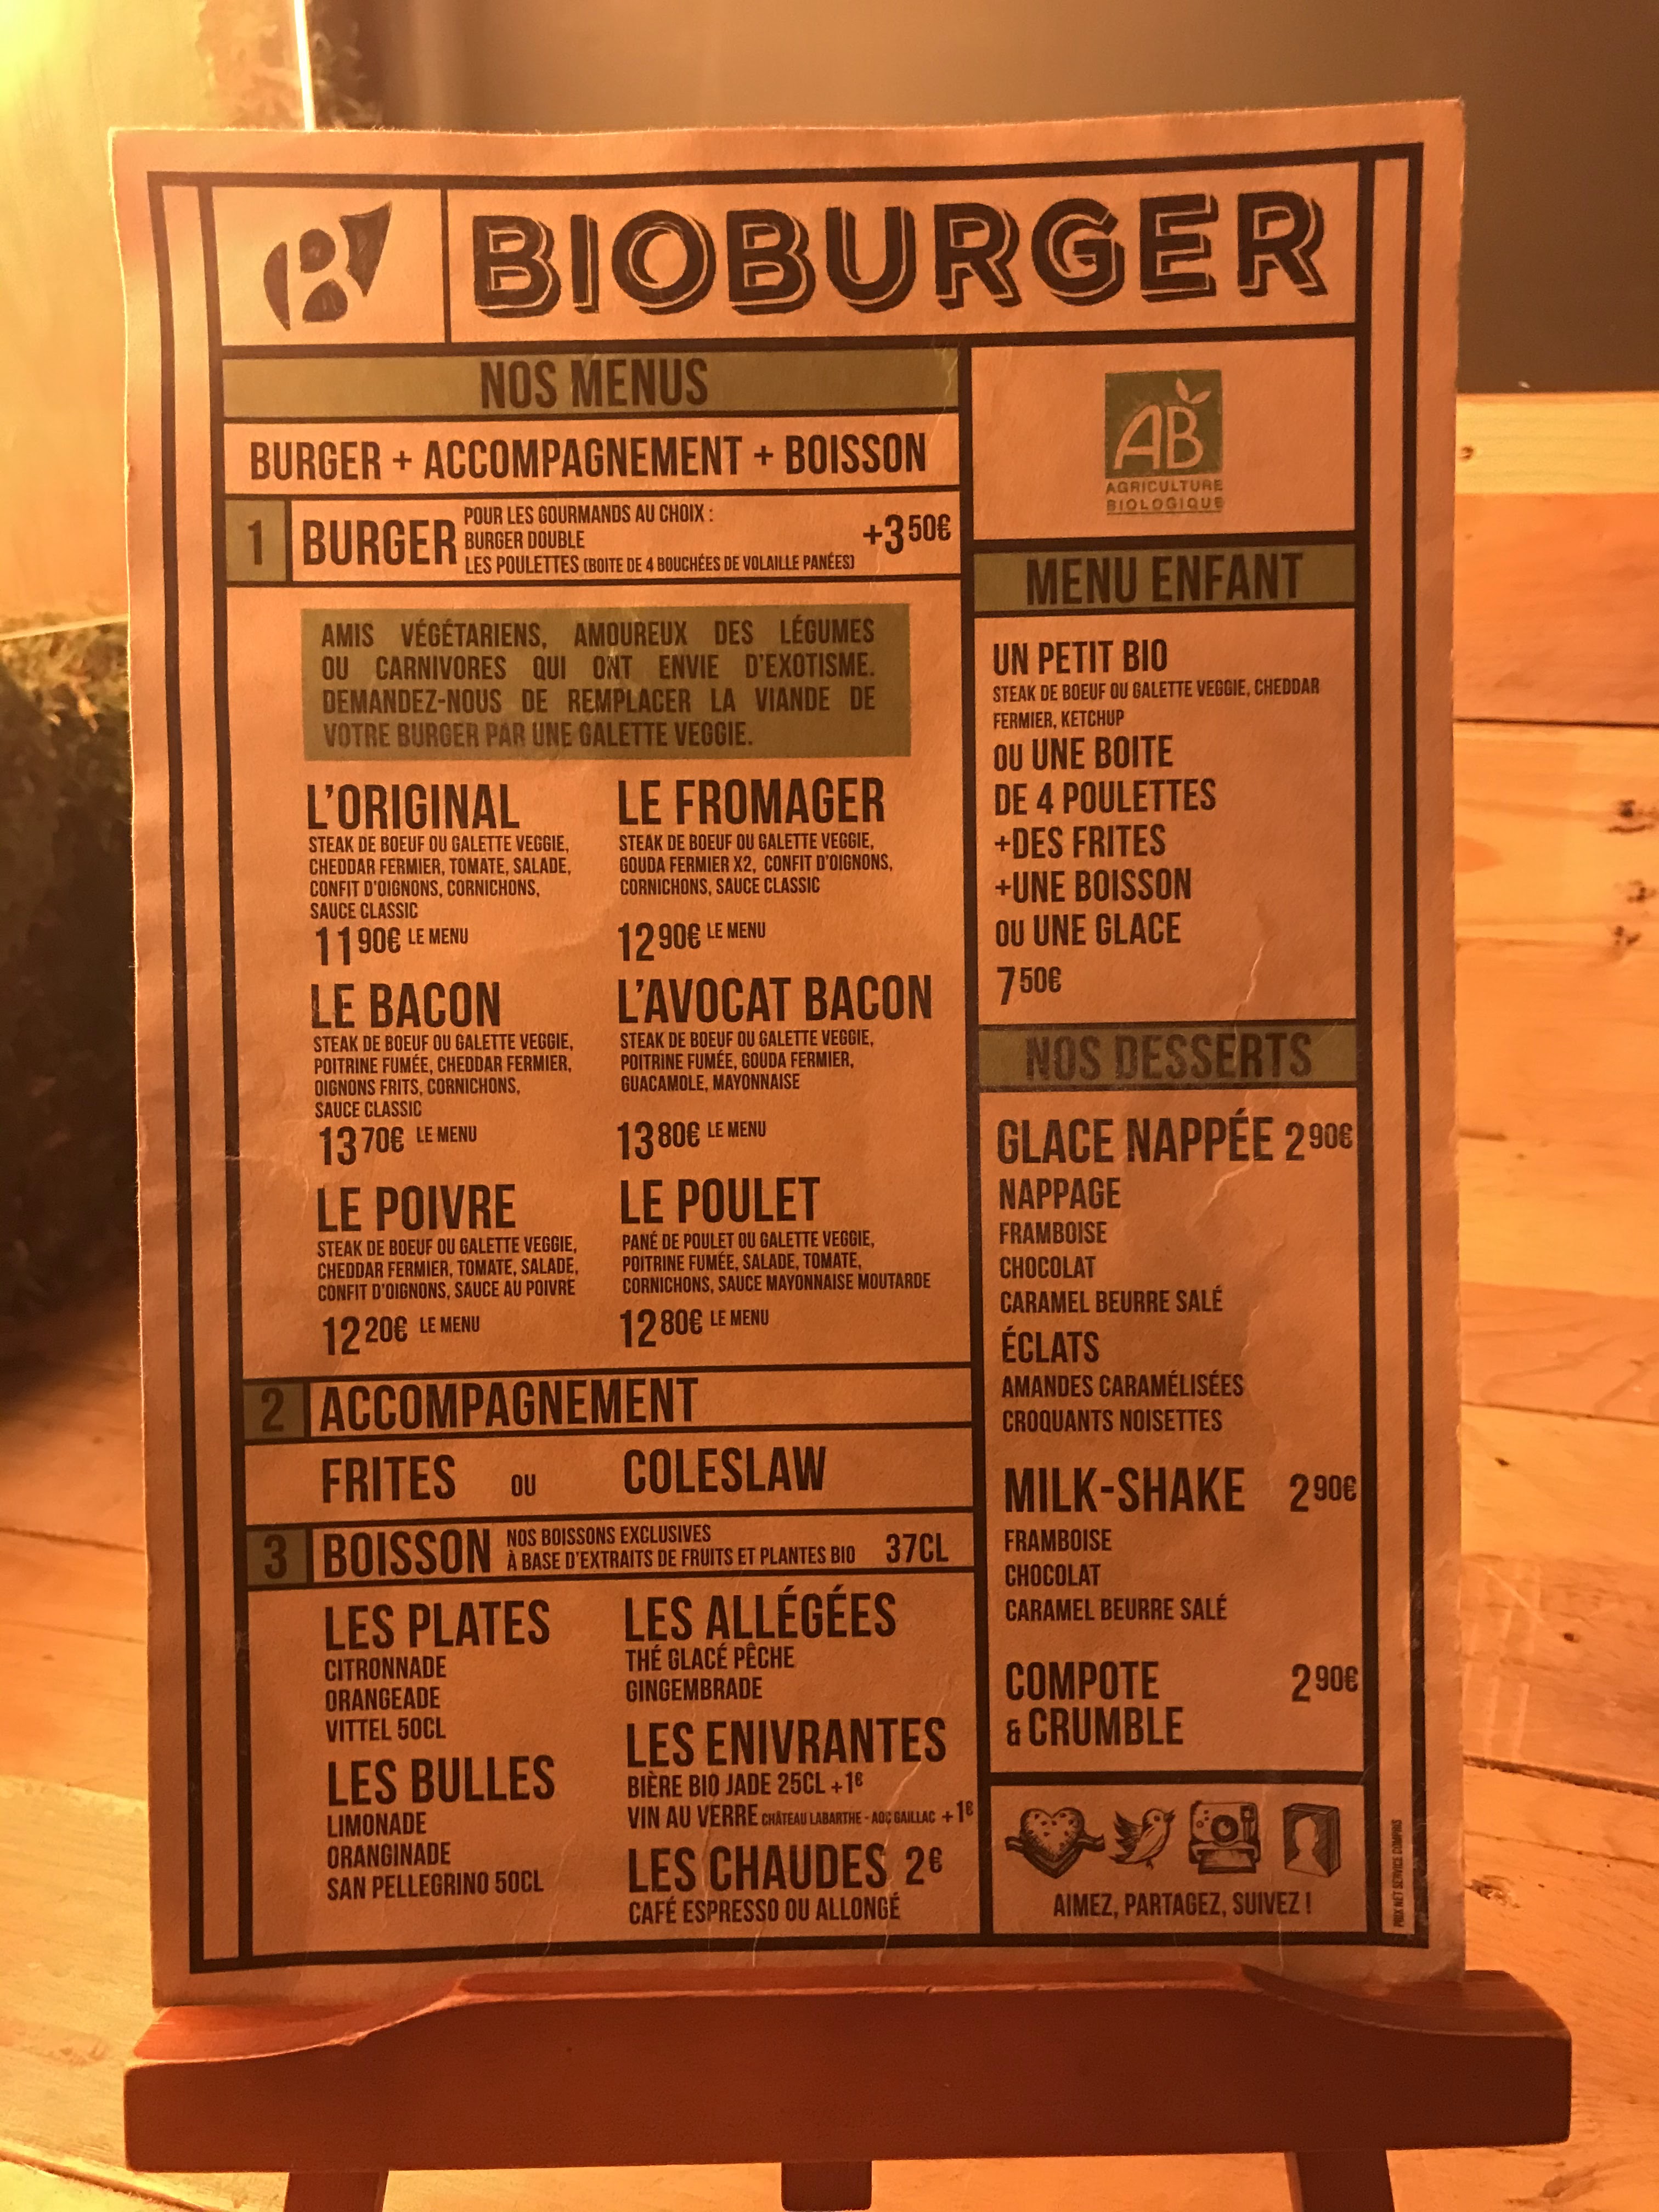 BIOBURGER
NOS MENUS
BURGER + ACCOMPAGNEMENT + BOISSON
1 BURGER
POUR LES GOURMANDS AU CHOIX :
BURGER DOUBLE
LES POULETTES (BOITE DE 4 BOUCHÉES DE VOLAILLE PANÉES)
+3 50€
AMIS VÉGÉTARIENS, AMOUREUX DES LÉGUMES
OU CARNIVORES QUI ONT ENVIE D'EXOTISME.
DEMANDEZ-NOUS DE REMPLACER LA VIANDE DE
VOTRE BURGER PAR UNE GALETTE VEGGIE.
L'ORIGINAL
STEAK DE BOEUF OU GALETTE VEGGIE,
CHEDDAR FERMIER, TOMATE, SALADE,
CONFIT D'OIGNONS, CORNICHONS,
SAUCE CLASSIC
11 90€ LE MENU
LE FROMAGER
STEAK DE BOEUF OU GALETTE VEGGIE,
GOUDA FERMIER X2, CONFIT D'OIGNONS,
CORNICHONS, SAUCE CLASSIC
12 90€ LE MENU
LE BACON
STEAK DE BOEUF OU GALETTE VEGGIE,
POITRINE FUMÉE, CHEDDAR FERMIER,
OIGNONS FRITS, CORNICHONS,
SAUCE CLASSIC
13 70€ LE MENU
L'AVOCAT BACON
STEAK DE BOEUF OU GALETTE VEGGIE,
POITRINE FUMÉE, GOUDA FERMIER,
GUACAMOLE, MAYONNAISE
13 80€ LE MENU
LE POIVRE
STEAK DE BOEUF OU GALETTE VEGGIE,
CHEDDAR FERMIER, TOMATE, SALADE,
CONFIT D'OIGNONS, SAUCE AU POIVRE
12 20€ LE MENU
LE POULET
PANÉ DE POULET OU GALETTE VEGGIE,
POITRINE FUMÉE, SALADE, TOMATE,
CORNICHONS, SAUCE MAYONNAISE MOUTARDE
12 80€ LE MENU
2 ACCOMPAGNEMENT
FRITES OU COLESLAW
3 BOISSON
NOS BOISSONS EXCLUSIVES
À BASE D'EXTRAITS DE FRUITS ET PLANTES BIO
37CL
LES PLATES
CITRONNADE
ORANGEADE
VITTEL 50CL
LES BULLES
LIMONADE
ORANGINADE
SAN PELLEGRINO 50CL
LES ALLÉGÉES
THÉ GLACÉ PÊCHE
GINGEMBRADE
LES ENIVRANTES
BIÈRE BIO JADE 25CL +1€
VIN AU VERRE CHÂTEAU LABARTHE - AOC GAILLAC +1€
LES CHAUDES 2€
CAFÉ ESPRESSO OU ALLONGÉ
AB
AGRICULTURE
BIOLOGIQUE
MENU ENFANT
UN PETIT BIO
STEAK DE BOEUF OU GALETTE VEGGIE, CHEDDAR
FERMIER, KETCHUP
OU UNE BOITE
DE 4 POULETTES
+DES FRITES
+UNE BOISSON
OU UNE GLACE
7 50€
NOS DESSERTS
GLACE NAPPÉE 2 90€
NAPPAGE
FRAMBOISE
CHOCOLAT
CARAMEL BEURRE SALÉ
ÉCLATS
AMANDES CARAMÉLISÉES
CROQUANTS NOISETTES
MILK-SHAKE 2 90€
FRAMBOISE
CHOCOLAT
CARAMEL BEURRE SALÉ
COMPOTE 2 90€
& CRUMBLE
AIMEZ, PARTAGEZ, SUIVEZ !
PRIX NET SERVICE COMPRIS